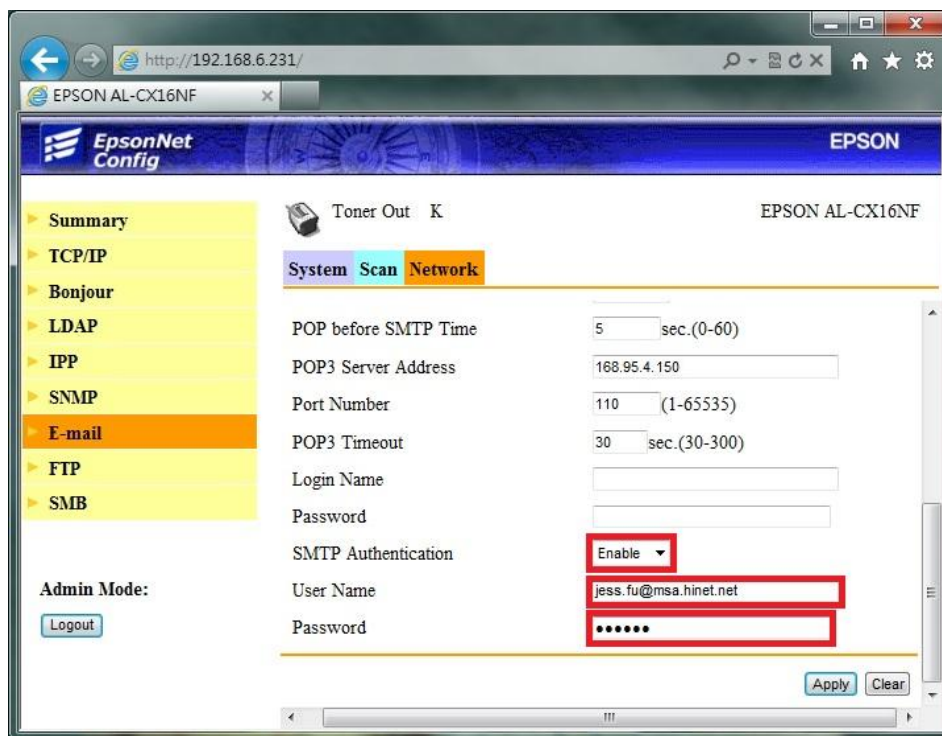 http://192.168.6.231/
EPSON AL-CX16NF
EpsonNet
Config
EPSON
Toner Out K
EPSON AL-CX16NF
System Scan Network
Summary
TCP/IP
Bonjour
LDAP
IPP
SNMP
E-mail
FTP
SMB
Admin Mode:
Logout
POP before SMTP Time 5 sec.(0-60)
POP3 Server Address 168.95.4.150
Port Number 110 (1-65535)
POP3 Timeout 30 sec.(30-300)
Login Name
Password
SMTP Authentication Enable
User Name jess.fu@msa.hinet.net
Password ••••••
Apply Clear